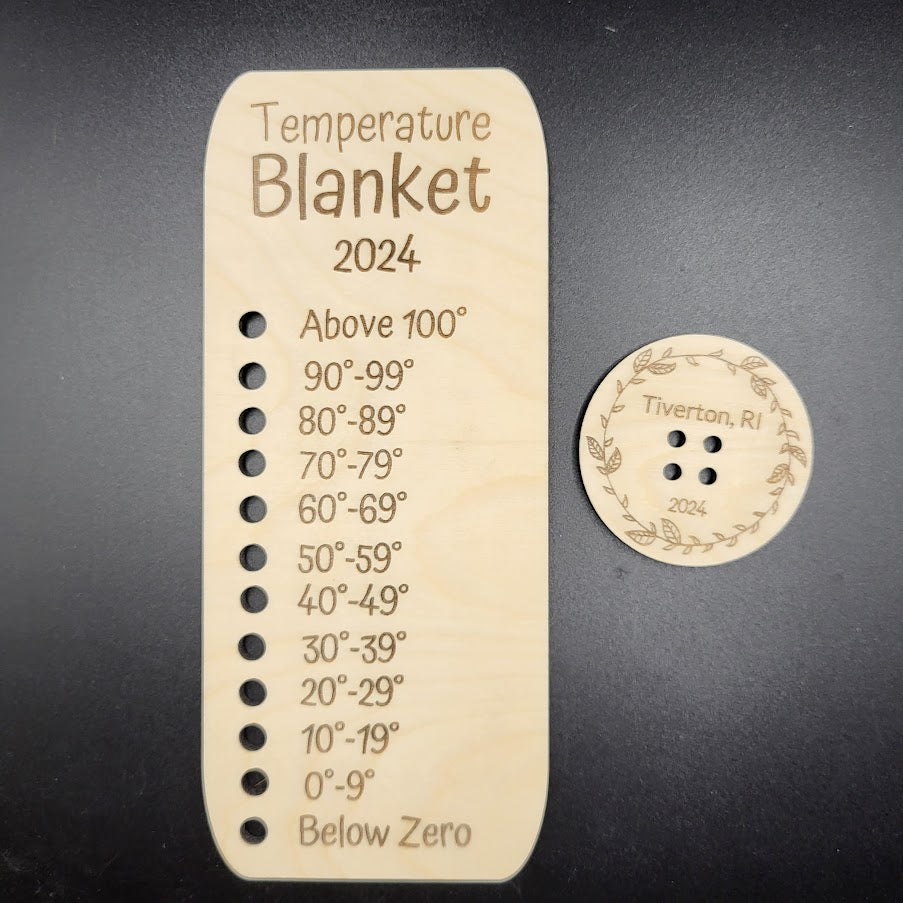 Temperature
Blanket
2024
Above 100°
90°-99°
80°-89°
70°-79°
60°-69°
50°-59°
40°-49°
30°-39°
20°-29°
10°-19°
0°-9°
Below Zero
Tiverton, RI
2024